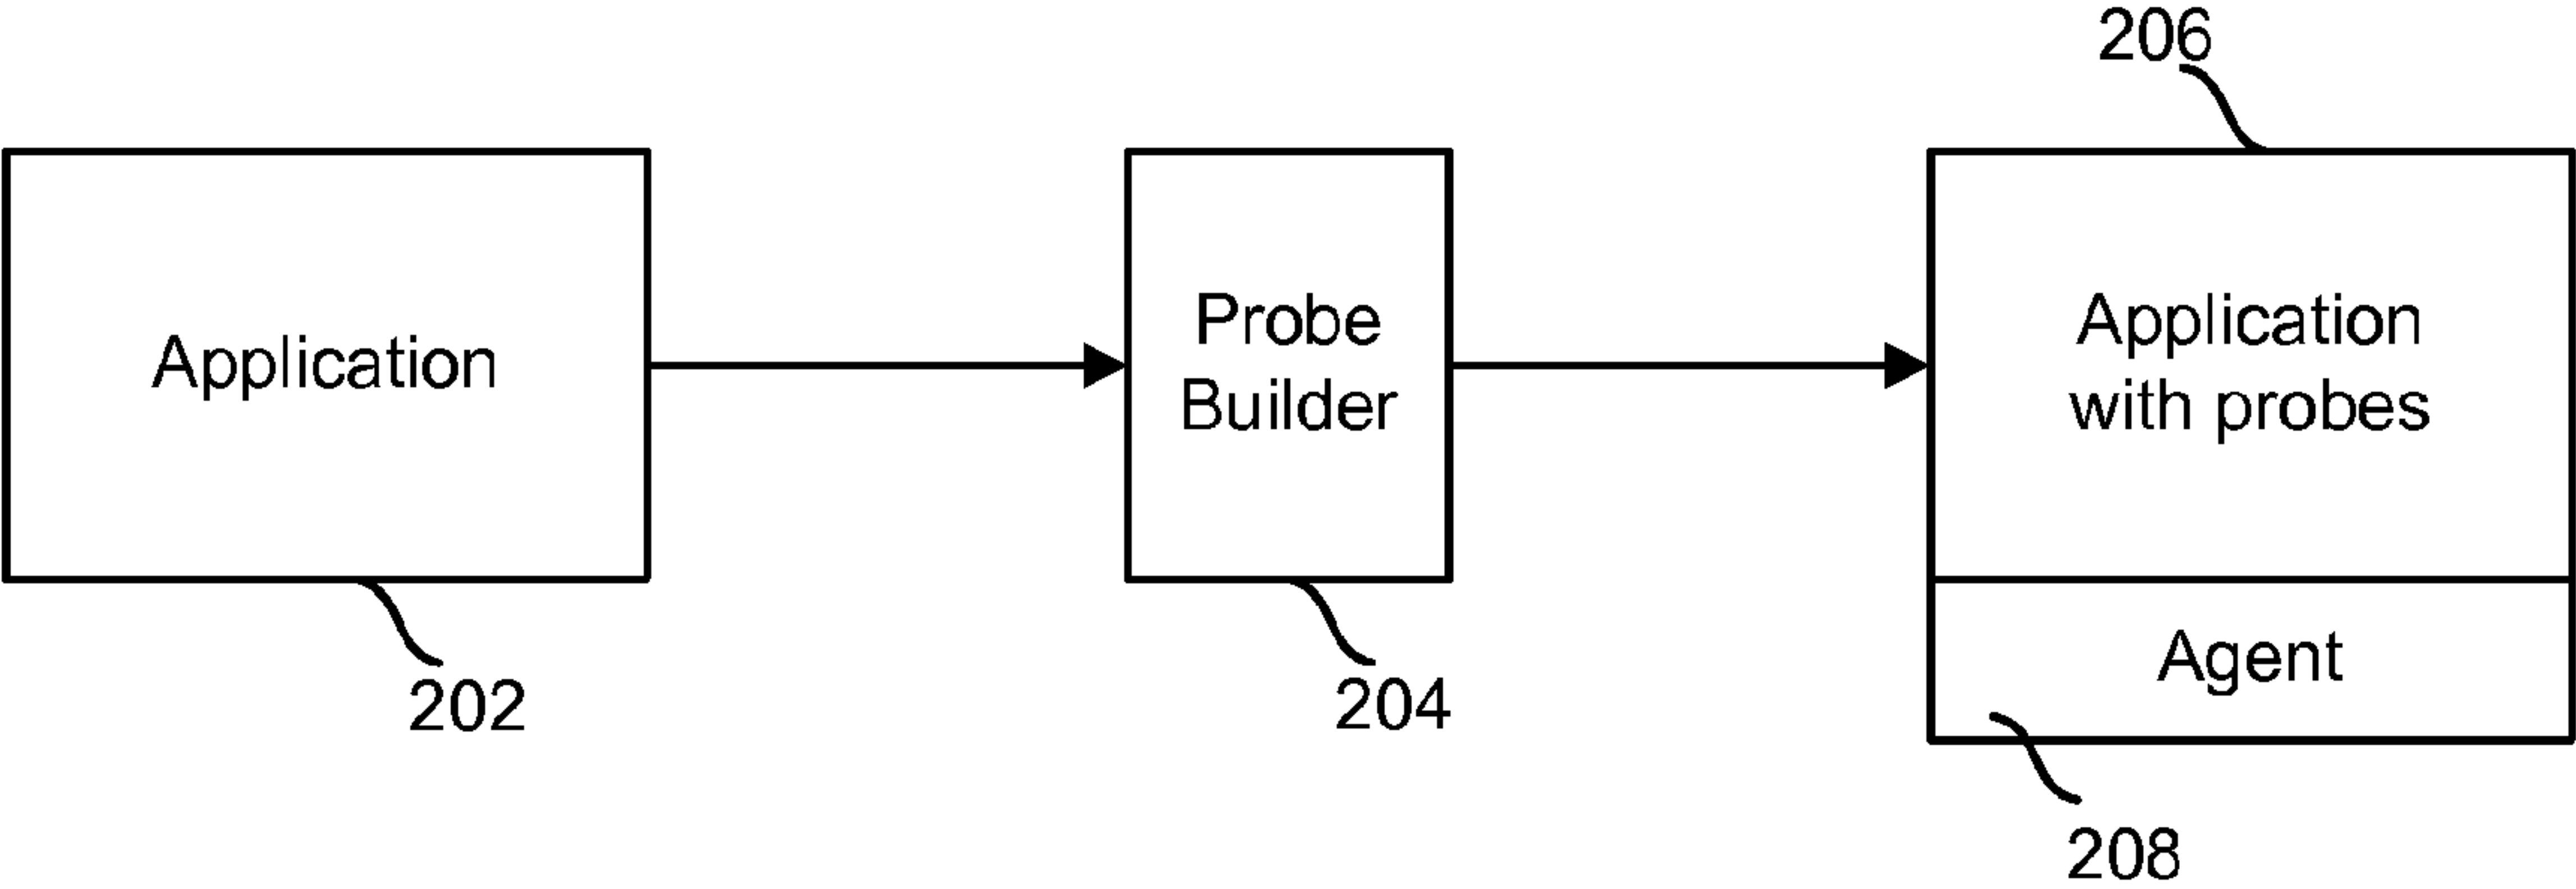 206
Application
Probe
Builder
Application
with probes
Agent
202
204
208